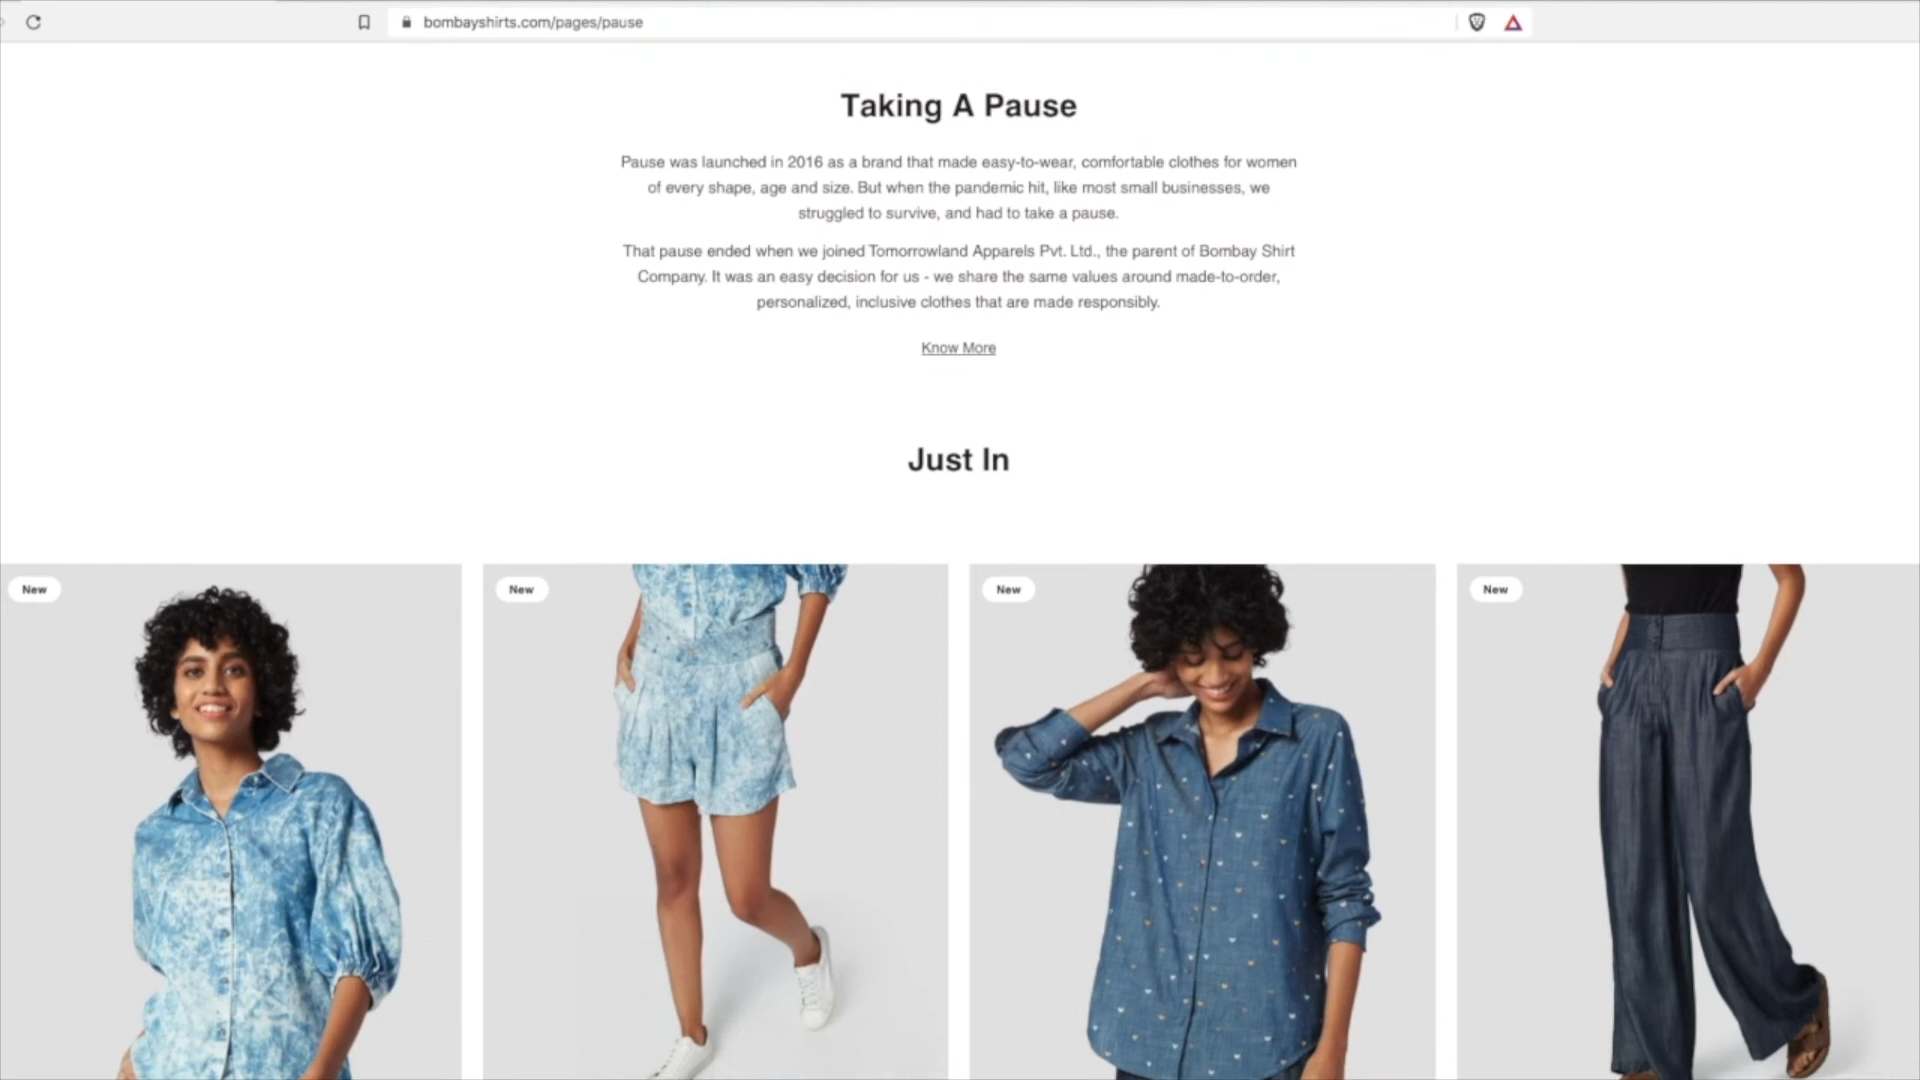 bombayshirts.com/pages/pause
Taking A Pause
Pause was launched in 2016 as a brand that made easy-to-wear, comfortable clothes for women
of every shape, age and size. But when the pandemic hit, like most small businesses, we
struggled to survive, and had to take a pause.
That pause ended when we joined Tomorrowland Apparels Pvt. Ltd., the parent of Bombay Shirt
Company. It was an easy decision for us - we share the same values around made-to-order,
personalized, inclusive clothes that are made responsibly.
Know More
Just In
New
New
New
New